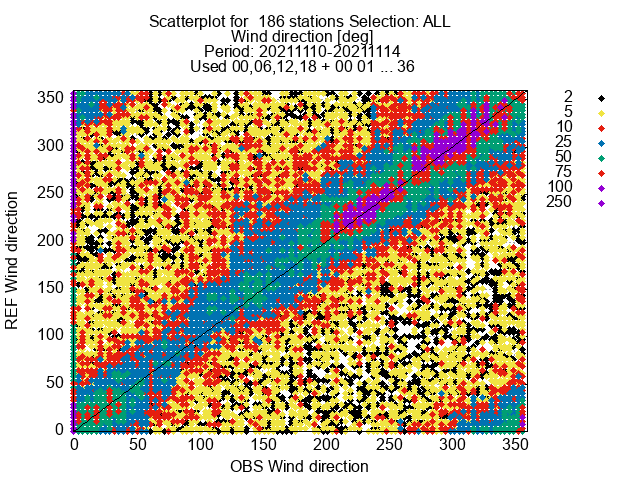 Scatterplot for  186 stations Selection: ALL
Wind direction [deg]
Period: 20211110-20211114
Used 00,06,12,18 + 00 01 ... 36
2
5
10
25
50
75
100
250
350
300
250
200
150
100
50
0
REF Wind direction
0 50 100 150 200 250 300 350
OBS Wind direction